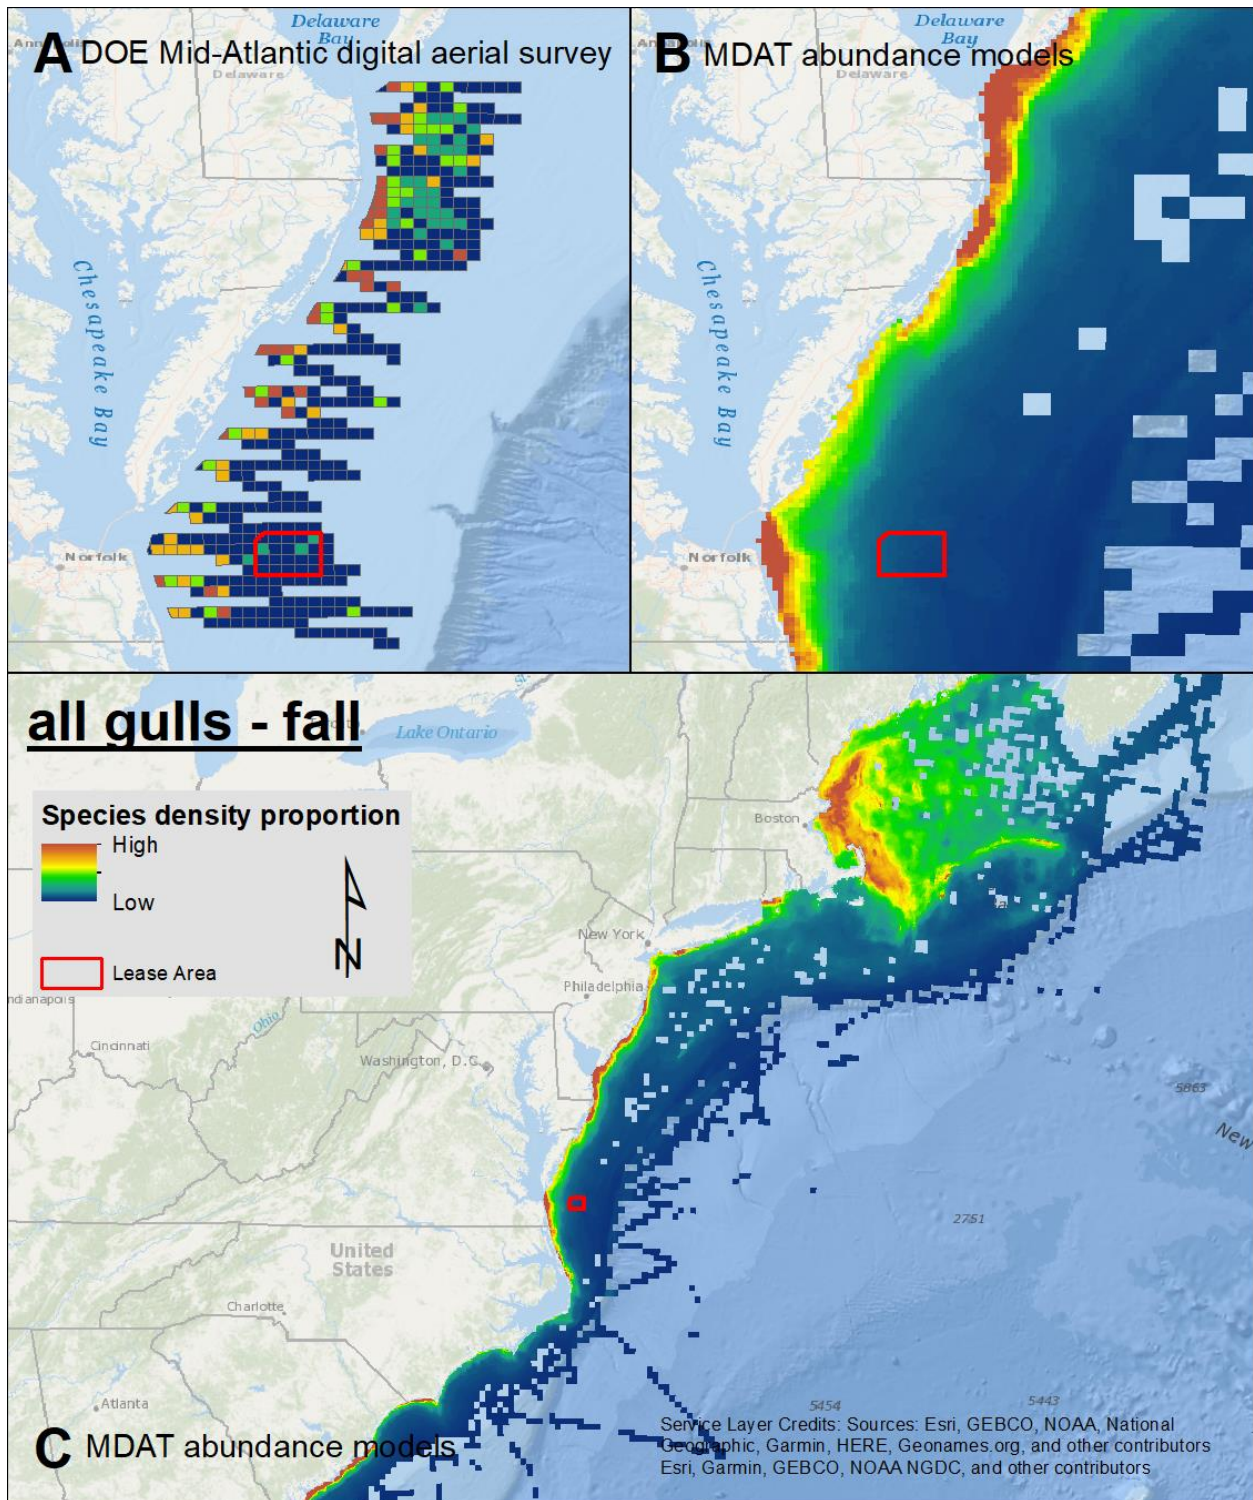 Delaware
Bay
A DOE Mid-Atlantic digital aerial survey
Delaware
Chesapeake Bay
Norfolk
Delaware
Bay
B MDAT abundance models
Delaware
Chesapeake Bay
Norfolk
all gulls - fall
Lake Ontario
Species density proportion
High
Low
N
Lease Area
Boston
New York
Philadelphia
ndianapolis
Ohio
Cincinnati
Washington, D.C.
5863
New
2751
United
States
Charlotte
Atlanta
5454
5443
C MDAT abundance models
Service Layer Credits: Sources: Esri, GEBCO, NOAA, National
Geographic, Garmin, HERE, Geonames.org, and other contributors
Esri, Garmin, GEBCO, NOAA NGDC, and other contributors